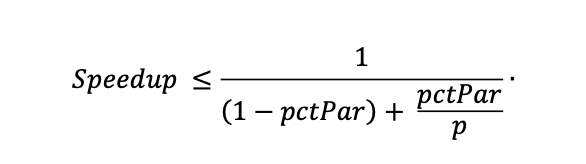 Speedup ≤ 1 / ((1 − pctPar) + pctPar / p) .